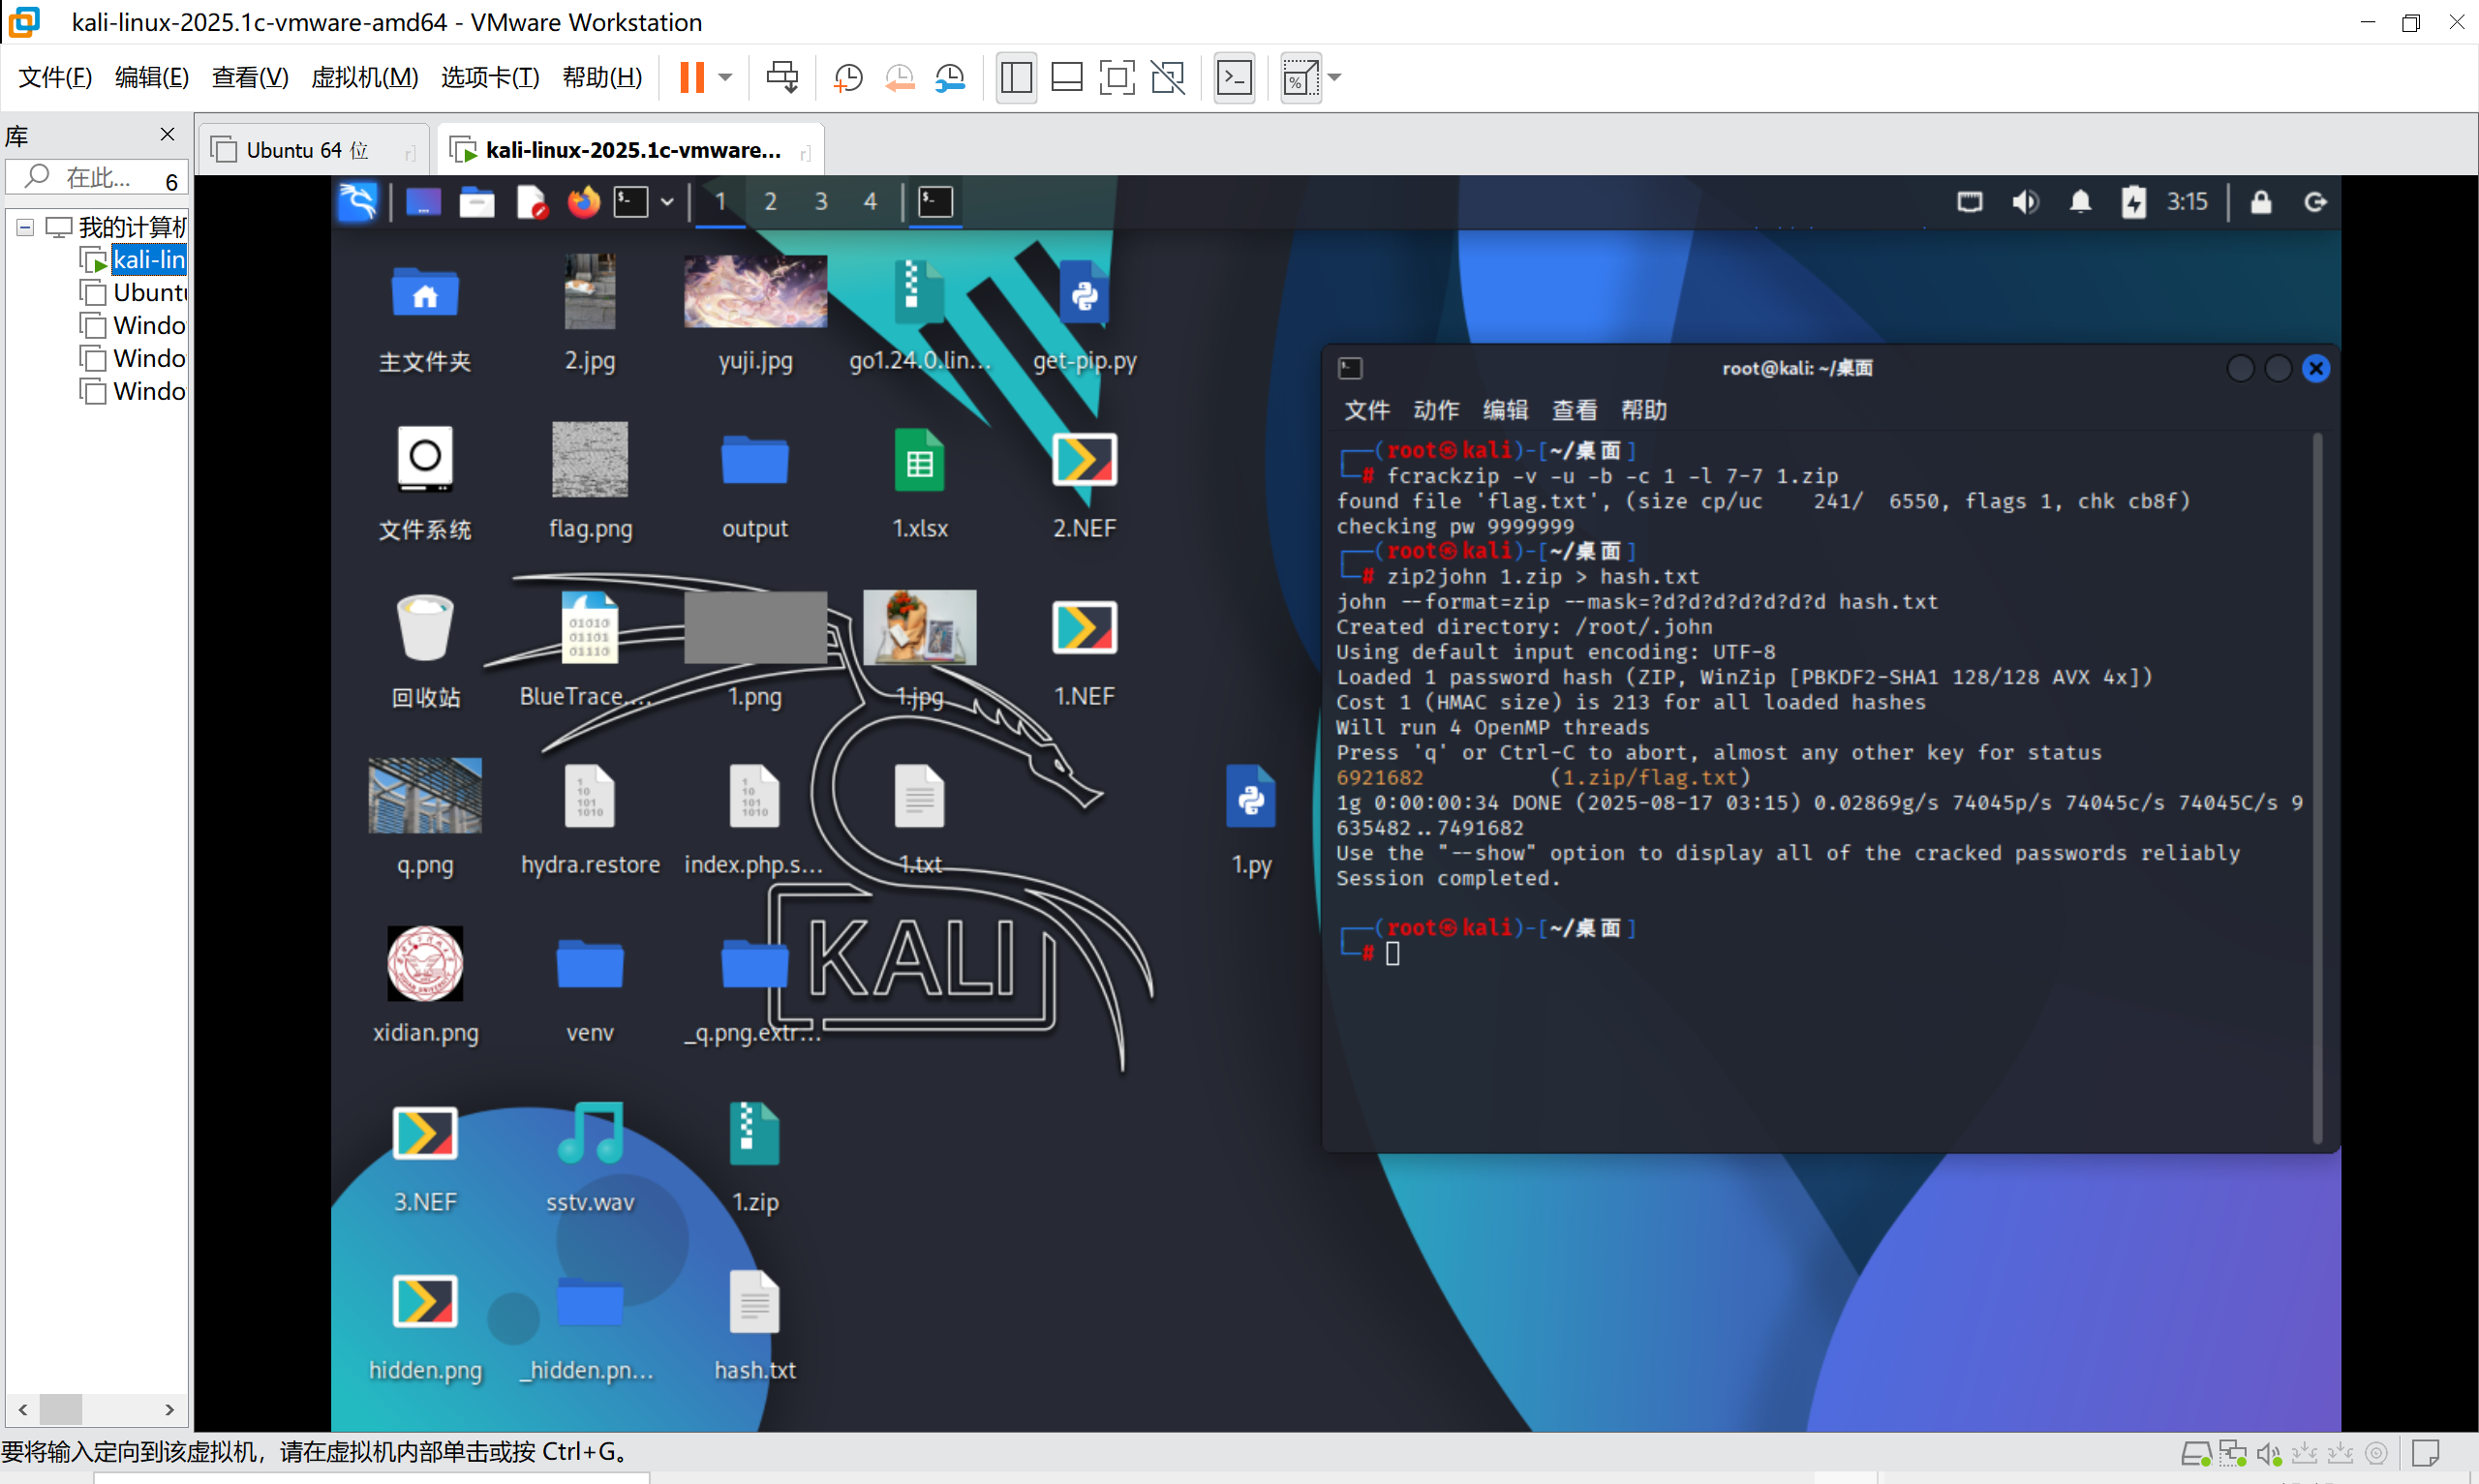 kali-linux-2025.1c-vmware-amd64 - VMware Workstation
文件(F) 编辑(E) 查看(V) 虚拟机(M) 选项卡(T) 帮助(H)
库
在此... 6
我的计算机
kali-lin
Ubuntu
Windo
Windo
Windo
Ubuntu 64 位
kali-linux-2025.1c-vmware...
1 2 3 4
3:15
主文件夹
2.jpg
yuji.jpg
go1.24.0.lin...
get-pip.py
文件系统
flag.png
output
1.xlsx
2.NEF
回收站
BlueTrace....
1.png
1.jpg
1.NEF
q.png
hydra.restore
index.php.s...
1.txt
1.py
xidian.png
venv
_q.png.extr...
KALI
3.NEF
sstv.wav
1.zip
hidden.png
_hidden.pn...
hash.txt
root@kali: ~/桌面
文件 动作 编辑 查看 帮助
┌──(root㉿kali)-[~/桌面]
└─# fcrackzip -v -u -b -c 1 -l 7-7 1.zip
found file 'flag.txt', (size cp/uc    241/  6550, flags 1, chk cb8f)
checking pw 9999999
┌──(root㉿kali)-[~/桌面]
└─# zip2john 1.zip > hash.txt
john --format=zip --mask=?d?d?d?d?d?d?d hash.txt
Created directory: /root/.john
Using default input encoding: UTF-8
Loaded 1 password hash (ZIP, WinZip [PBKDF2-SHA1 128/128 AVX 4x])
Cost 1 (HMAC size) is 213 for all loaded hashes
Will run 4 OpenMP threads
Press 'q' or Ctrl-C to abort, almost any other key for status
6921682          (1.zip/flag.txt)
1g 0:00:00:34 DONE (2025-08-17 03:15) 0.02869g/s 74045p/s 74045c/s 74045C/s 9
635482..7491682
Use the "--show" option to display all of the cracked passwords reliably
Session completed.
┌──(root㉿kali)-[~/桌面]
└─#
要将输入定向到该虚拟机，请在虚拟机内部单击或按 Ctrl+G。